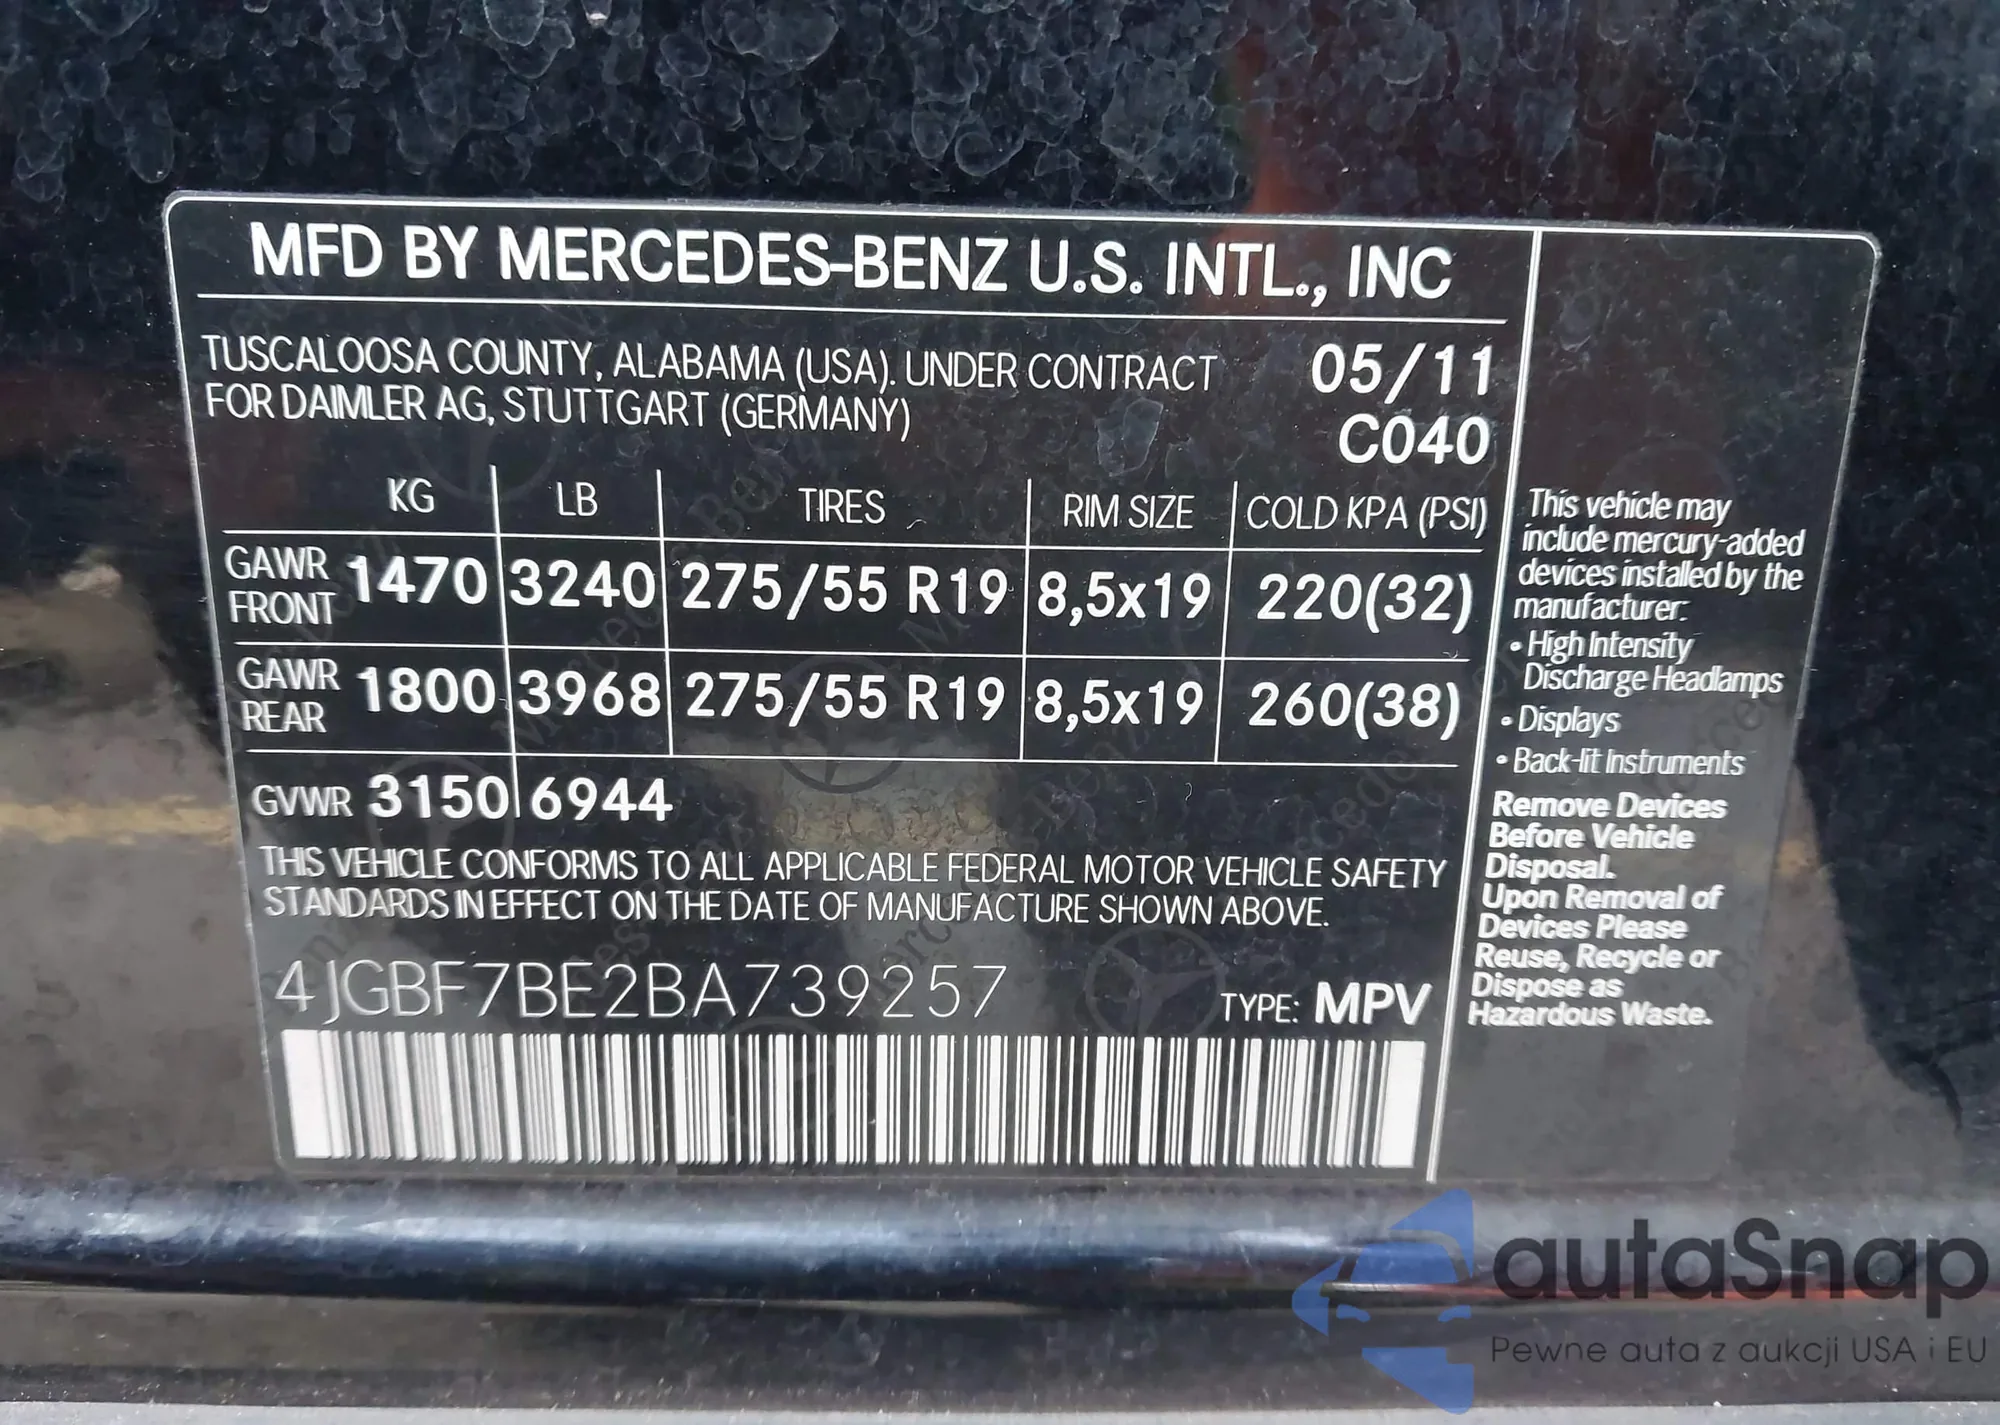 MFD BY MERCEDES-BENZ U.S. INTL., INC
TUSCALOOSA COUNTY, ALABAMA (USA). UNDER CONTRACT
FOR DAIMLER AG, STUTTGART (GERMANY)
05/11
C040
KG LB TIRES RIM SIZE COLD KPA (PSI)
GAWR FRONT 1470 3240 275/55 R19 8,5x19 220(32)
GAWR REAR 1800 3968 275/55 R19 8,5x19 260(38)
GVWR 3150 6944
THIS VEHICLE CONFORMS TO ALL APPLICABLE FEDERAL MOTOR VEHICLE SAFETY
STANDARDS IN EFFECT ON THE DATE OF MANUFACTURE SHOWN ABOVE.
4JGBF7BE2BA739257
TYPE: MPV
This vehicle may
include mercury-added
devices installed by the
manufacturer:
• High Intensity
Discharge Headlamps
• Displays
• Back-lit Instruments
Remove Devices
Before Vehicle
Disposal.
Upon Removal of
Devices Please
Reuse, Recycle or
Dispose as
Hazardous Waste.
autaSnap
Pewne auta z aukcji USA i EU